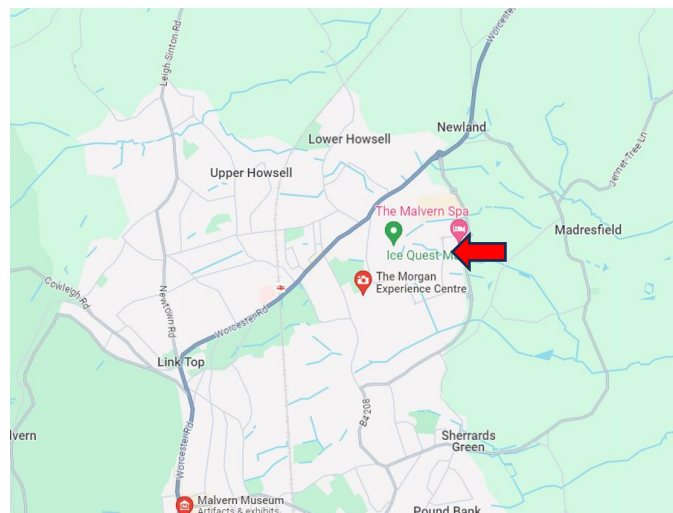 Leigh Sinton Rd
Worcester Rd
Newland
Lower Howsell
Upper Howsell
Jennet Tree Ln
The Malvern Spa
Madresfield
Ice Quest M
The Morgan
Experience Centre
Cowleigh Rd
Newtown Rd
Worcester Rd
Link Top
B4208
Sherrards
Green
lvern
Worcester Rd
Malvern Museum
Artifacts & exhibits
Pound Bank